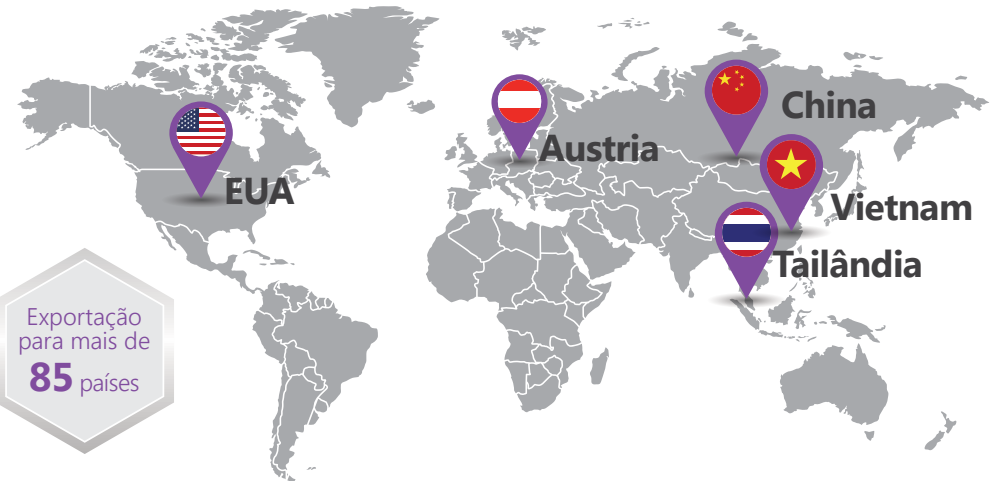 China
Austria
EUA
Vietnam
Tailândia
Exportação
para mais de
85 países